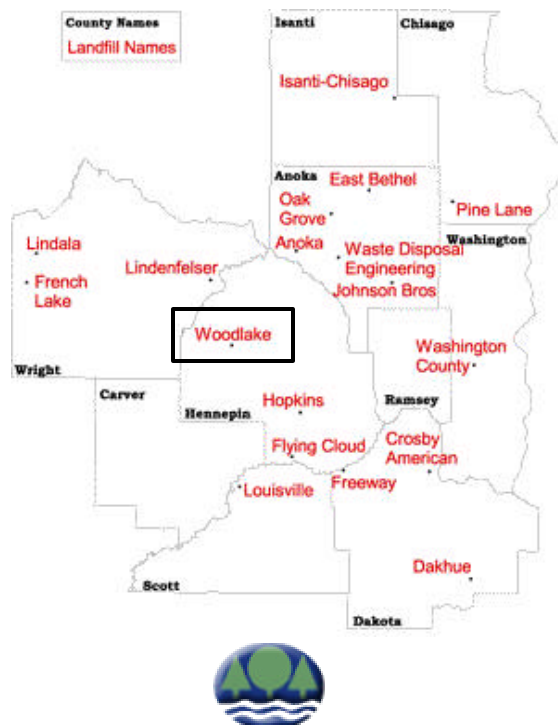 County Names
Landfill Names
Isanti
Chisago
Isanti-Chisago
Anoka
East Bethel
Oak
Grove
Pine Lane
Anoka
Washington
Waste Disposal
Engineering
Lindala
Lindenfelser
French
Lake
Johnson Bros
Woodlake
Washington
County
Wright
Carver
Hopkins
Ramsey
Hennepin
Crosby
American
Flying Cloud
Freeway
Louisville
Dakhue
Scott
Dakota